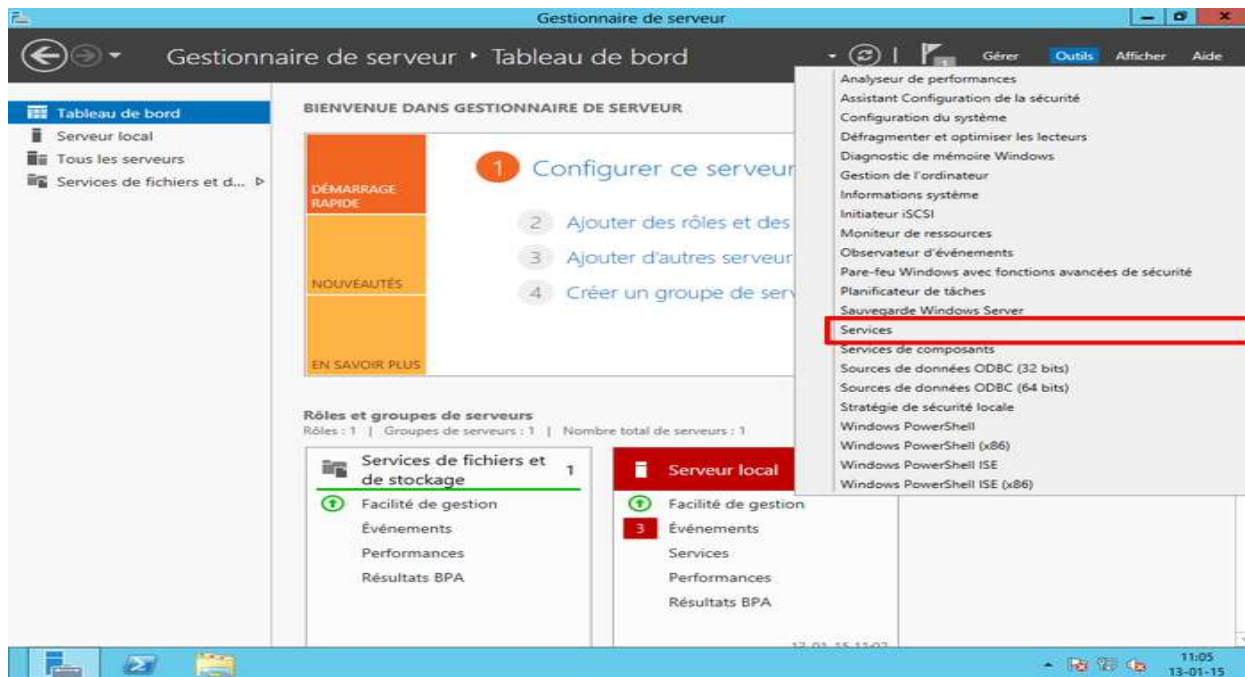 Gestionnaire de serveur
Gestionnaire de serveur ‣ Tableau de bord
1
Gérer
Outils
Afficher
Aide
Tableau de bord
Serveur local
Tous les serveurs
Services de fichiers et d...
BIENVENUE DANS GESTIONNAIRE DE SERVEUR
DÉMARRAGE
RAPIDE
NOUVEAUTÉS
EN SAVOIR PLUS
1 Configurer ce serveur
2 Ajouter des rôles et des
3 Ajouter d'autres serveur
4 Créer un groupe de serv
Analyseur de performances
Assistant Configuration de la sécurité
Configuration du système
Défragmenter et optimiser les lecteurs
Diagnostic de mémoire Windows
Gestion de l'ordinateur
Informations système
Initiateur iSCSI
Moniteur de ressources
Observateur d'événements
Pare-feu Windows avec fonctions avancées de sécurité
Planificateur de tâches
Sauvegarde Windows Server
Services
Services de composants
Sources de données ODBC (32 bits)
Sources de données ODBC (64 bits)
Stratégie de sécurité locale
Windows PowerShell
Windows PowerShell (x86)
Windows PowerShell ISE
Windows PowerShell ISE (x86)
Rôles et groupes de serveurs
Rôles : 1 | Groupes de serveurs : 1 | Nombre total de serveurs : 1
Services de fichiers et
de stockage
1
Facilité de gestion
Événements
Performances
Résultats BPA
Serveur local
Facilité de gestion
3 Événements
Services
Performances
Résultats BPA
13-01-15 11:02
11:05
13-01-15